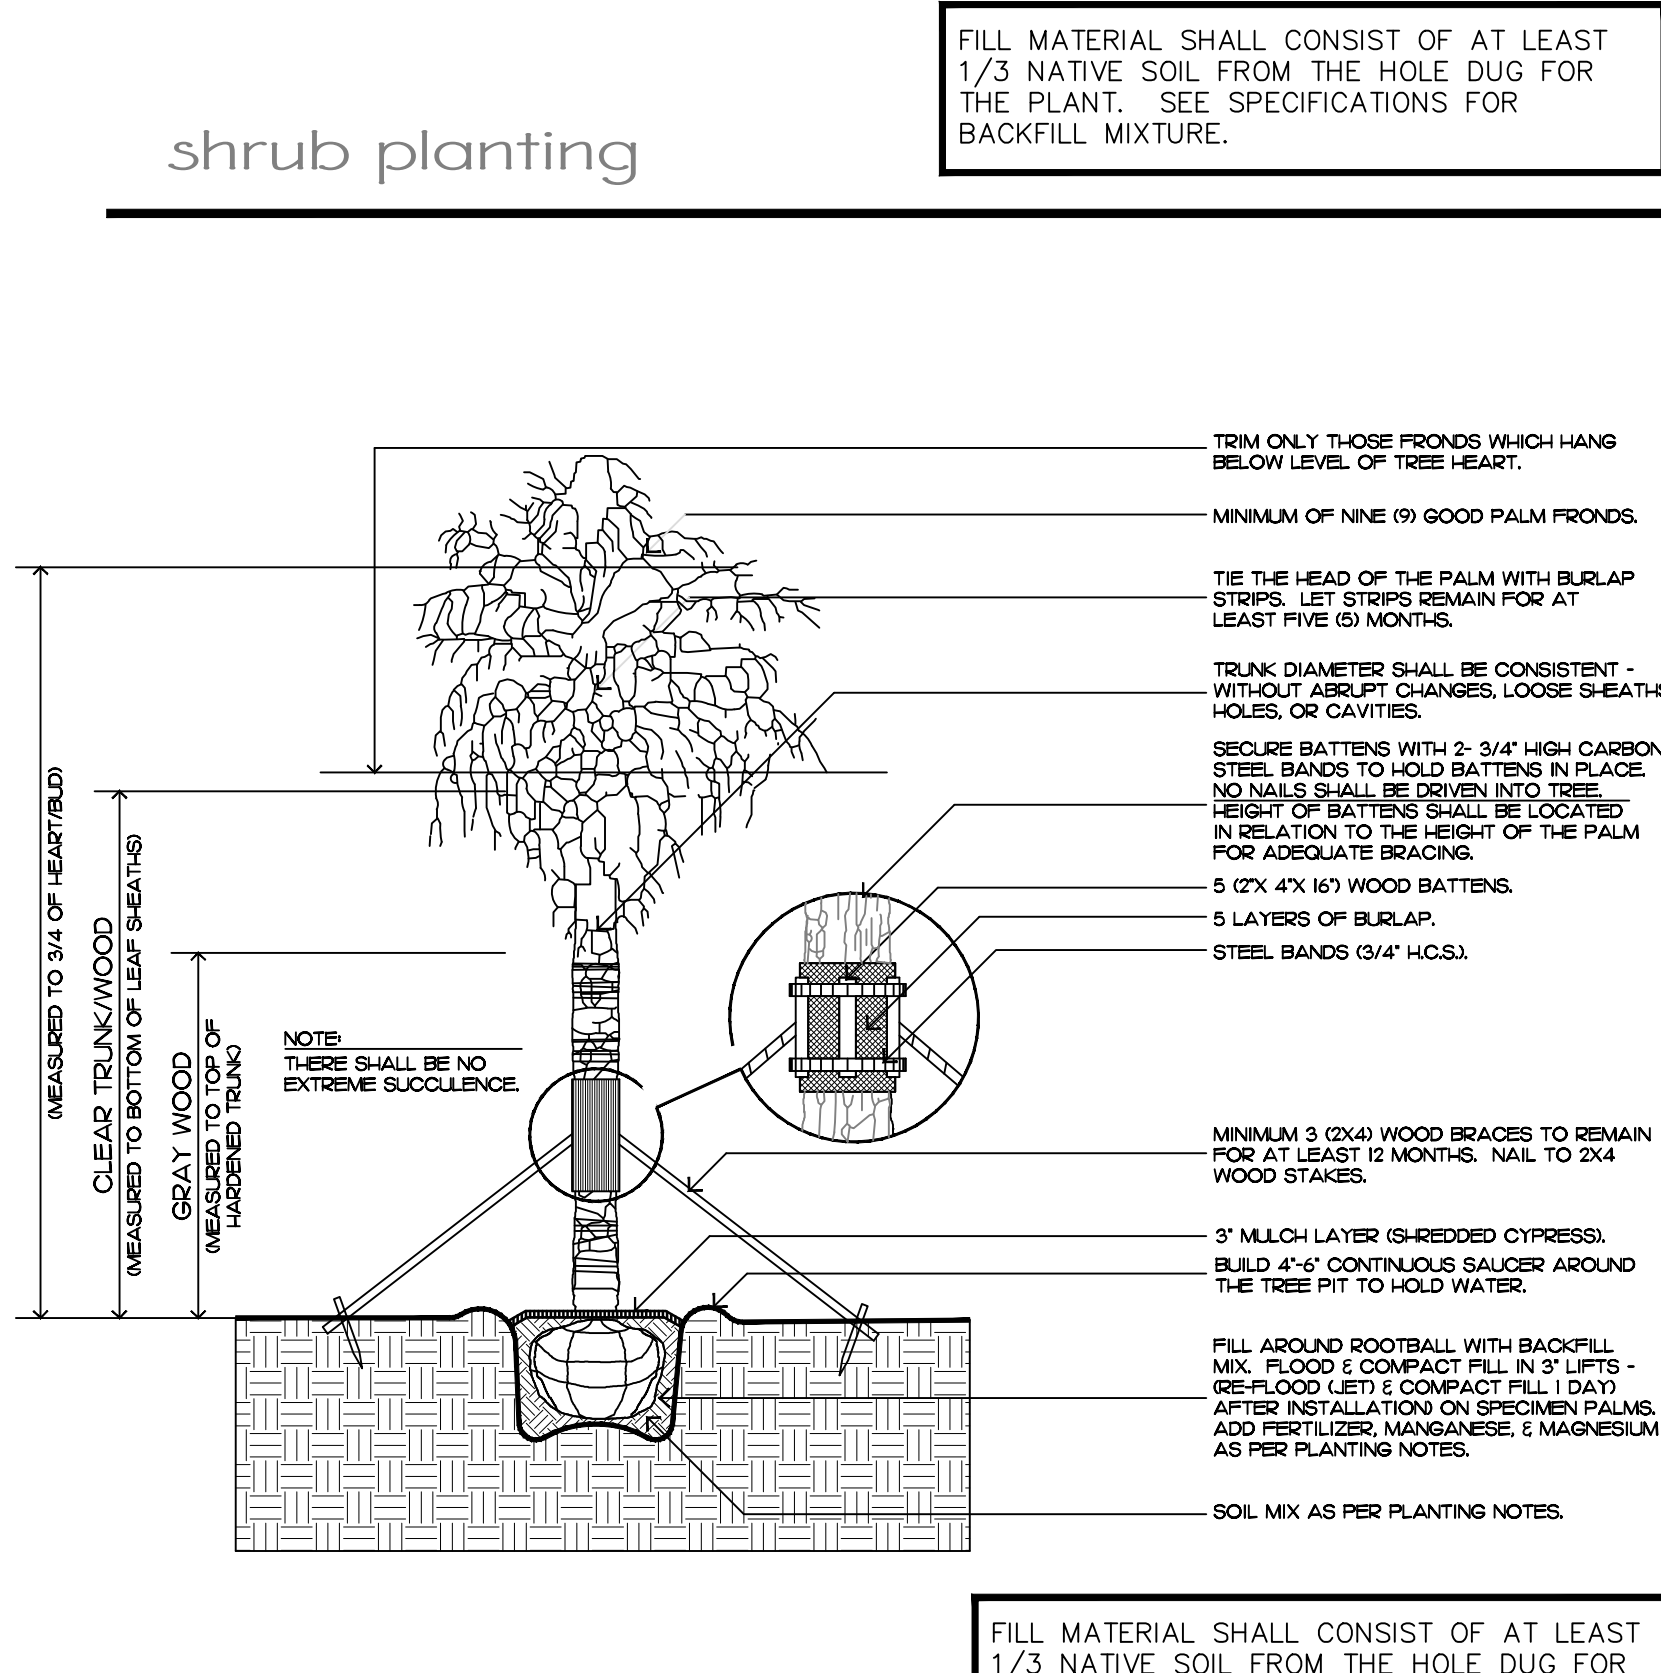 FILL MATERIAL SHALL CONSIST OF AT LEAST
1/3 NATIVE SOIL FROM THE HOLE DUG FOR
THE PLANT.  SEE SPECIFICATIONS FOR
BACKFILL MIXTURE.
shrub planting
TRIM ONLY THOSE FRONDS WHICH HANG
BELOW LEVEL OF TREE HEART.
MINIMUM OF NINE (9) GOOD PALM FRONDS.
TIE THE HEAD OF THE PALM WITH BURLAP
STRIPS.  LET STRIPS REMAIN FOR AT
LEAST FIVE (5) MONTHS.
TRUNK DIAMETER SHALL BE CONSISTENT -
WITHOUT ABRUPT CHANGES, LOOSE SHEATHS
HOLES, OR CAVITIES.
SECURE BATTENS WITH 2- 3/4" HIGH CARBON
STEEL BANDS TO HOLD BATTENS IN PLACE.
NO NAILS SHALL BE DRIVEN INTO TREE.
HEIGHT OF BATTENS SHALL BE LOCATED
IN RELATION TO THE HEIGHT OF THE PALM
FOR ADEQUATE BRACING.
5 (2"X 4"X 16") WOOD BATTENS.
5 LAYERS OF BURLAP.
STEEL BANDS (3/4" H.C.S.).
(MEASURED TO 3/4 OF HEART/BUD)
CLEAR TRUNK/WOOD
(MEASURED TO BOTTOM OF LEAF SHEATHS)
GRAY WOOD
(MEASURED TO TOP OF
HARDENED TRUNK)
NOTE:
THERE SHALL BE NO
EXTREME SUCCULENCE.
MINIMUM 3 (2X4) WOOD BRACES TO REMAIN
FOR AT LEAST 12 MONTHS.  NAIL TO 2X4
WOOD STAKES.
3" MULCH LAYER (SHREDDED CYPRESS).
BUILD 4"-6" CONTINUOUS SAUCER AROUND
THE TREE PIT TO HOLD WATER.
FILL AROUND ROOTBALL WITH BACKFILL
MIX.  FLOOD & COMPACT FILL IN 3" LIFTS -
(RE-FLOOD (JET) & COMPACT FILL 1 DAY)
AFTER INSTALLATION) ON SPECIMEN PALMS.
ADD FERTILIZER, MANGANESE, & MAGNESIUM
AS PER PLANTING NOTES.
SOIL MIX AS PER PLANTING NOTES.
FILL MATERIAL SHALL CONSIST OF AT LEAST
1/3 NATIVE SOIL FROM THE HOLE DUG FOR